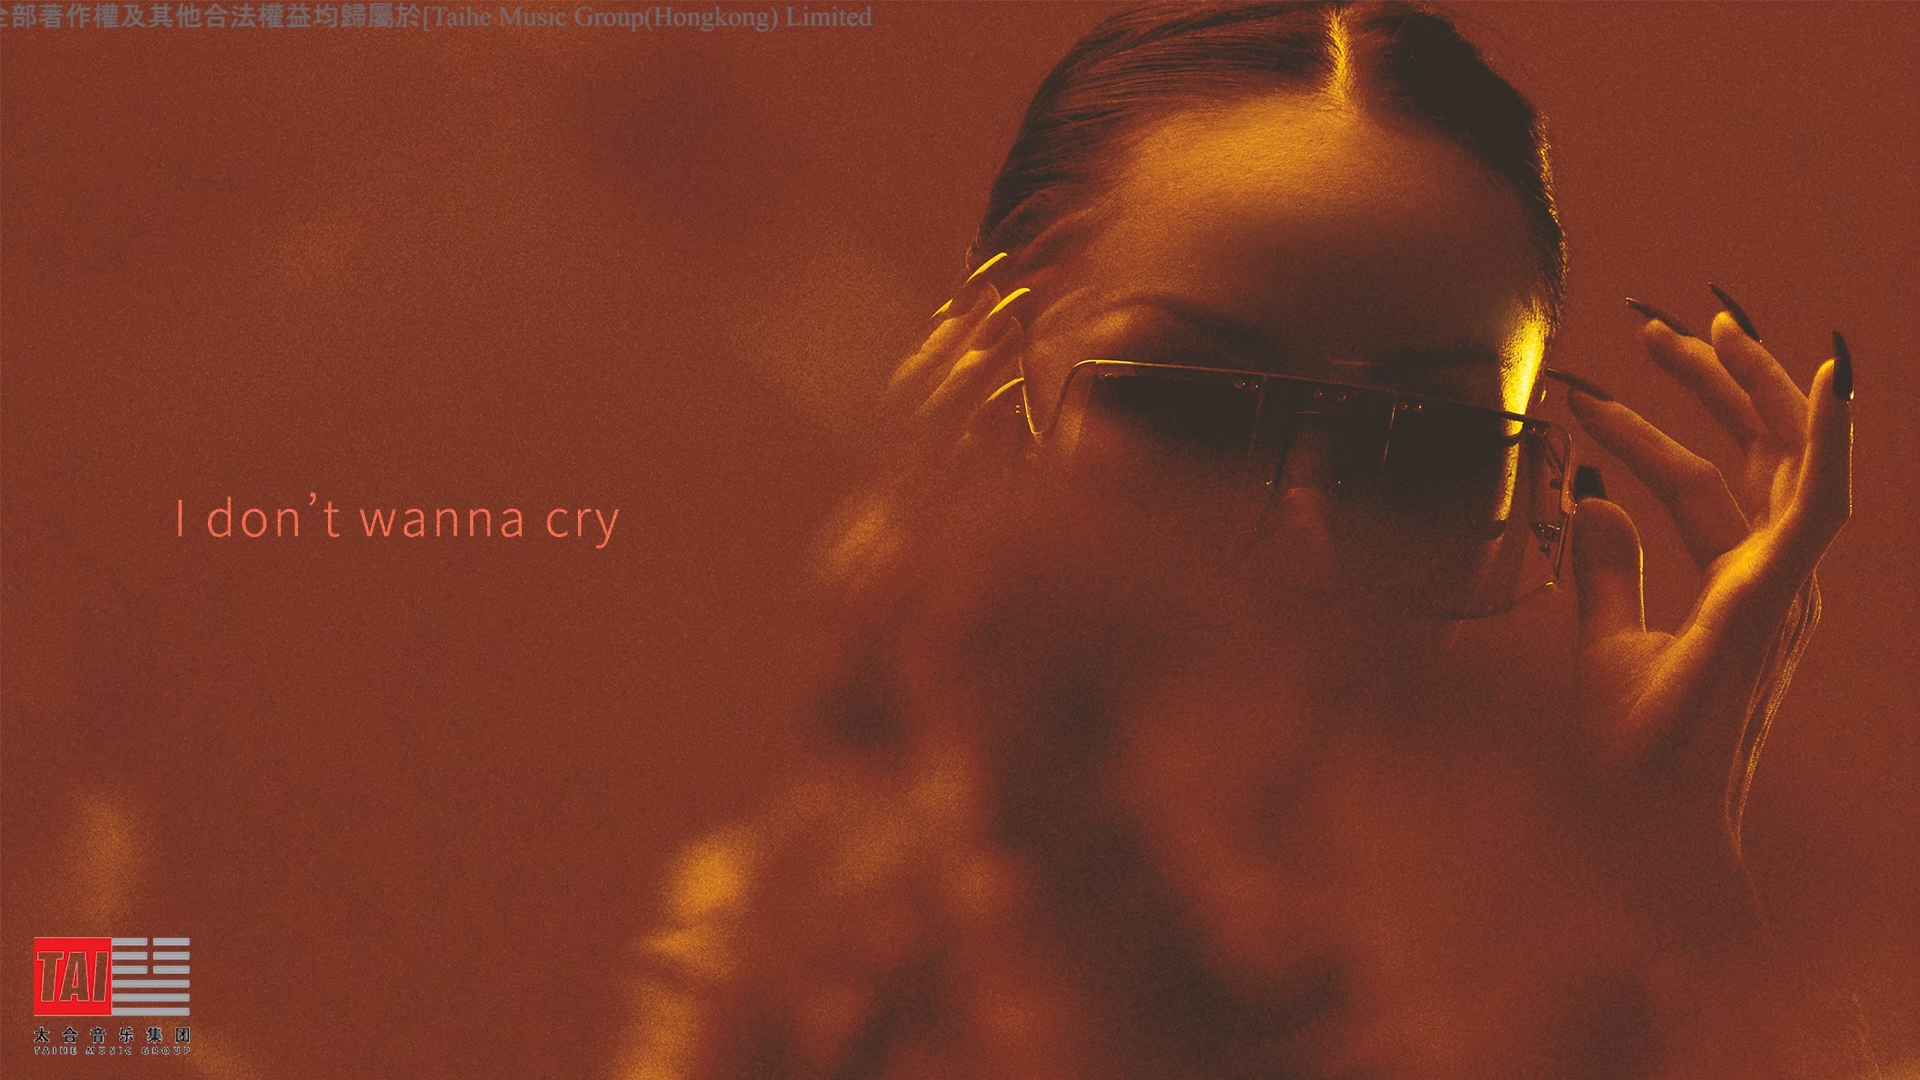 全部著作權及其他合法權益均歸屬於[Taihe Music Group(Hongkong) Limited
I don’t wanna cry
TAI
太合音乐集团
TAIHE MUSIC GROUP